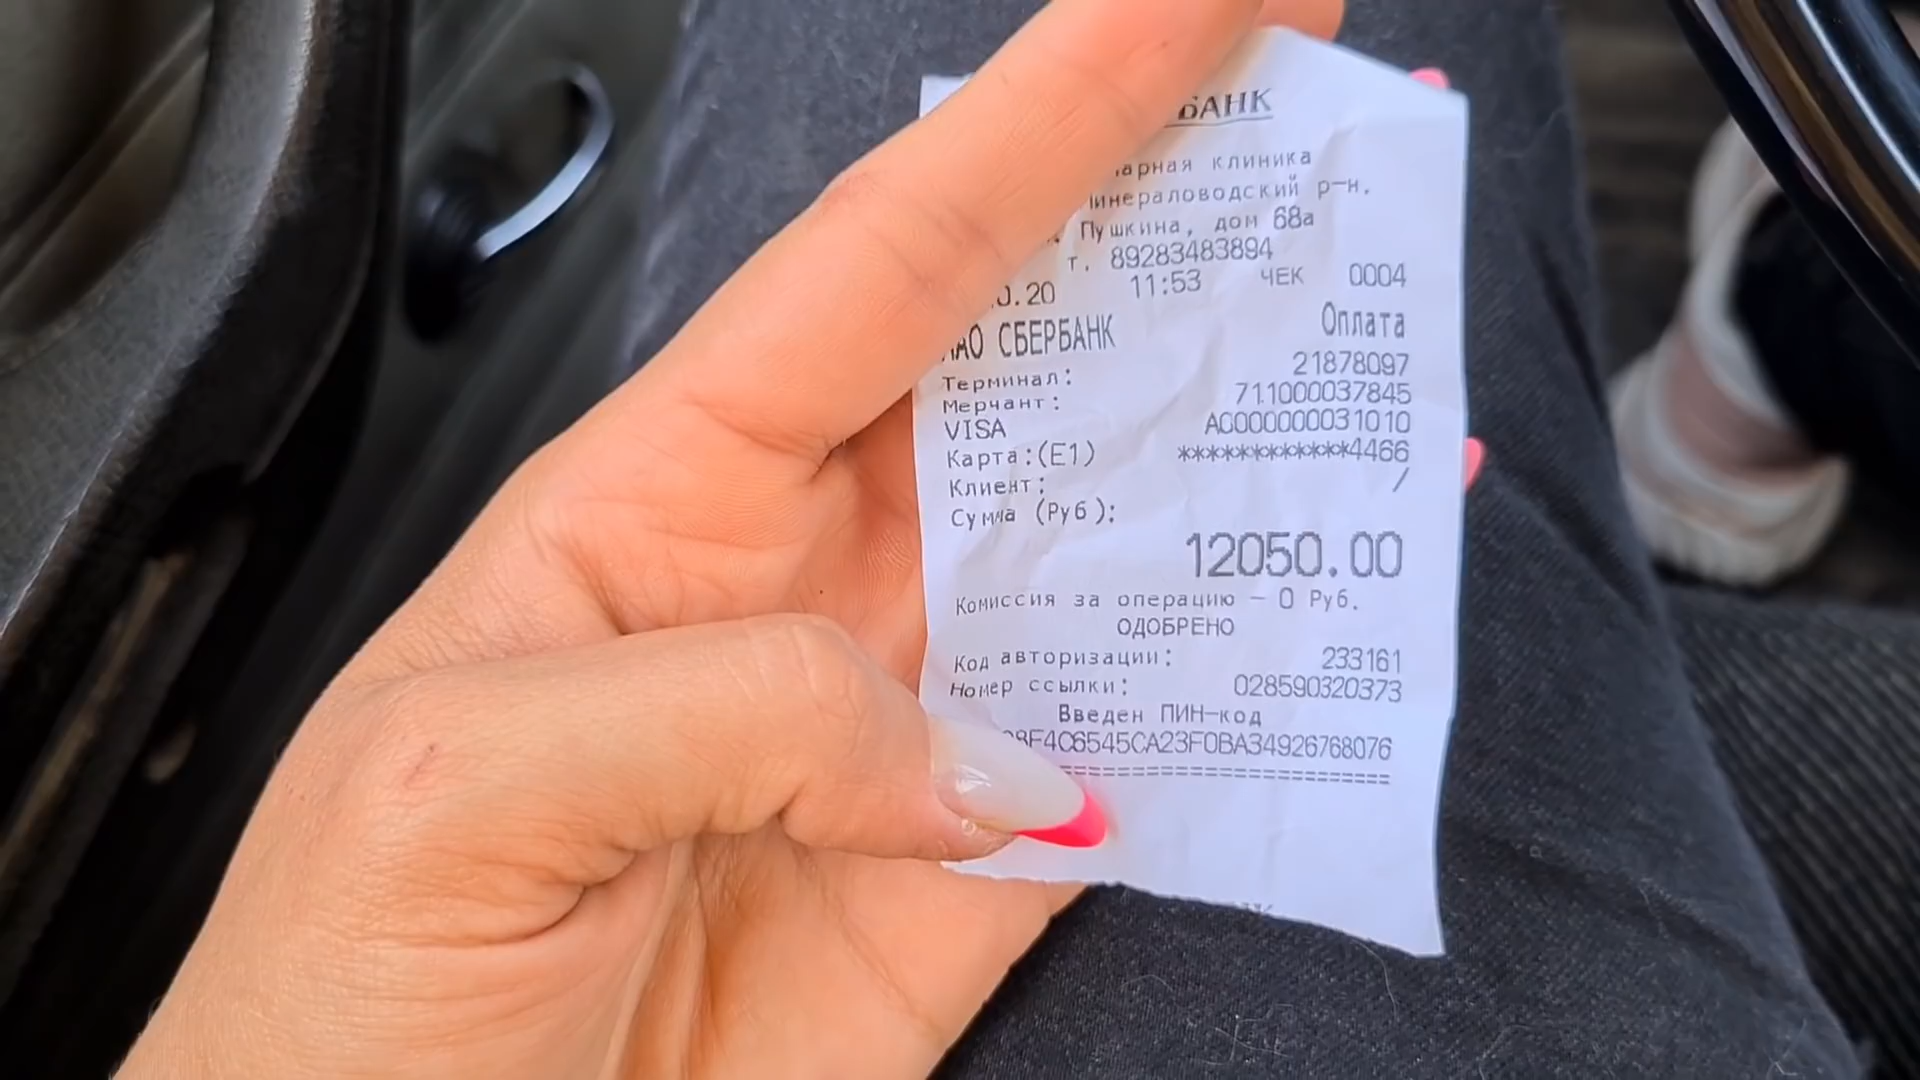 БАНК
арная клиника
инераловодский р-н.
Пушкина, дом 68а
т. 89283483894
0.20 11:53 ЧЕК 0004
ПАО СБЕРБАНК Оплата
Терминал: 21878097
Мерчант: 711000037845
VISA A0000000031010
Карта:(E1) ************4466
Клиент: /
Сумма (Руб):
12050.00
Комиссия за операцию – 0 Руб.
ОДОБРЕНО
Код авторизации: 233161
Номер ссылки: 028590320373
Введен ПИН-код
8F4C6545CA23F0BA34926768076